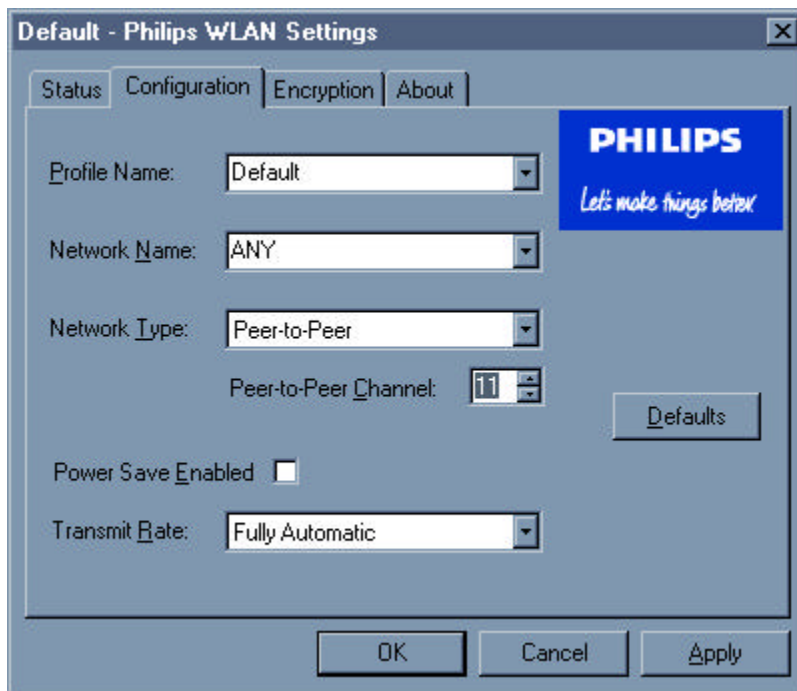 Default - Philips WLAN Settings
Status Configuration Encryption About
PHILIPS
Let's make things better.
Profile Name: Default
Network Name: ANY
Network Type: Peer-to-Peer
Peer-to-Peer Channel: 11
Defaults
Power Save Enabled
Transmit Rate: Fully Automatic
OK Cancel Apply